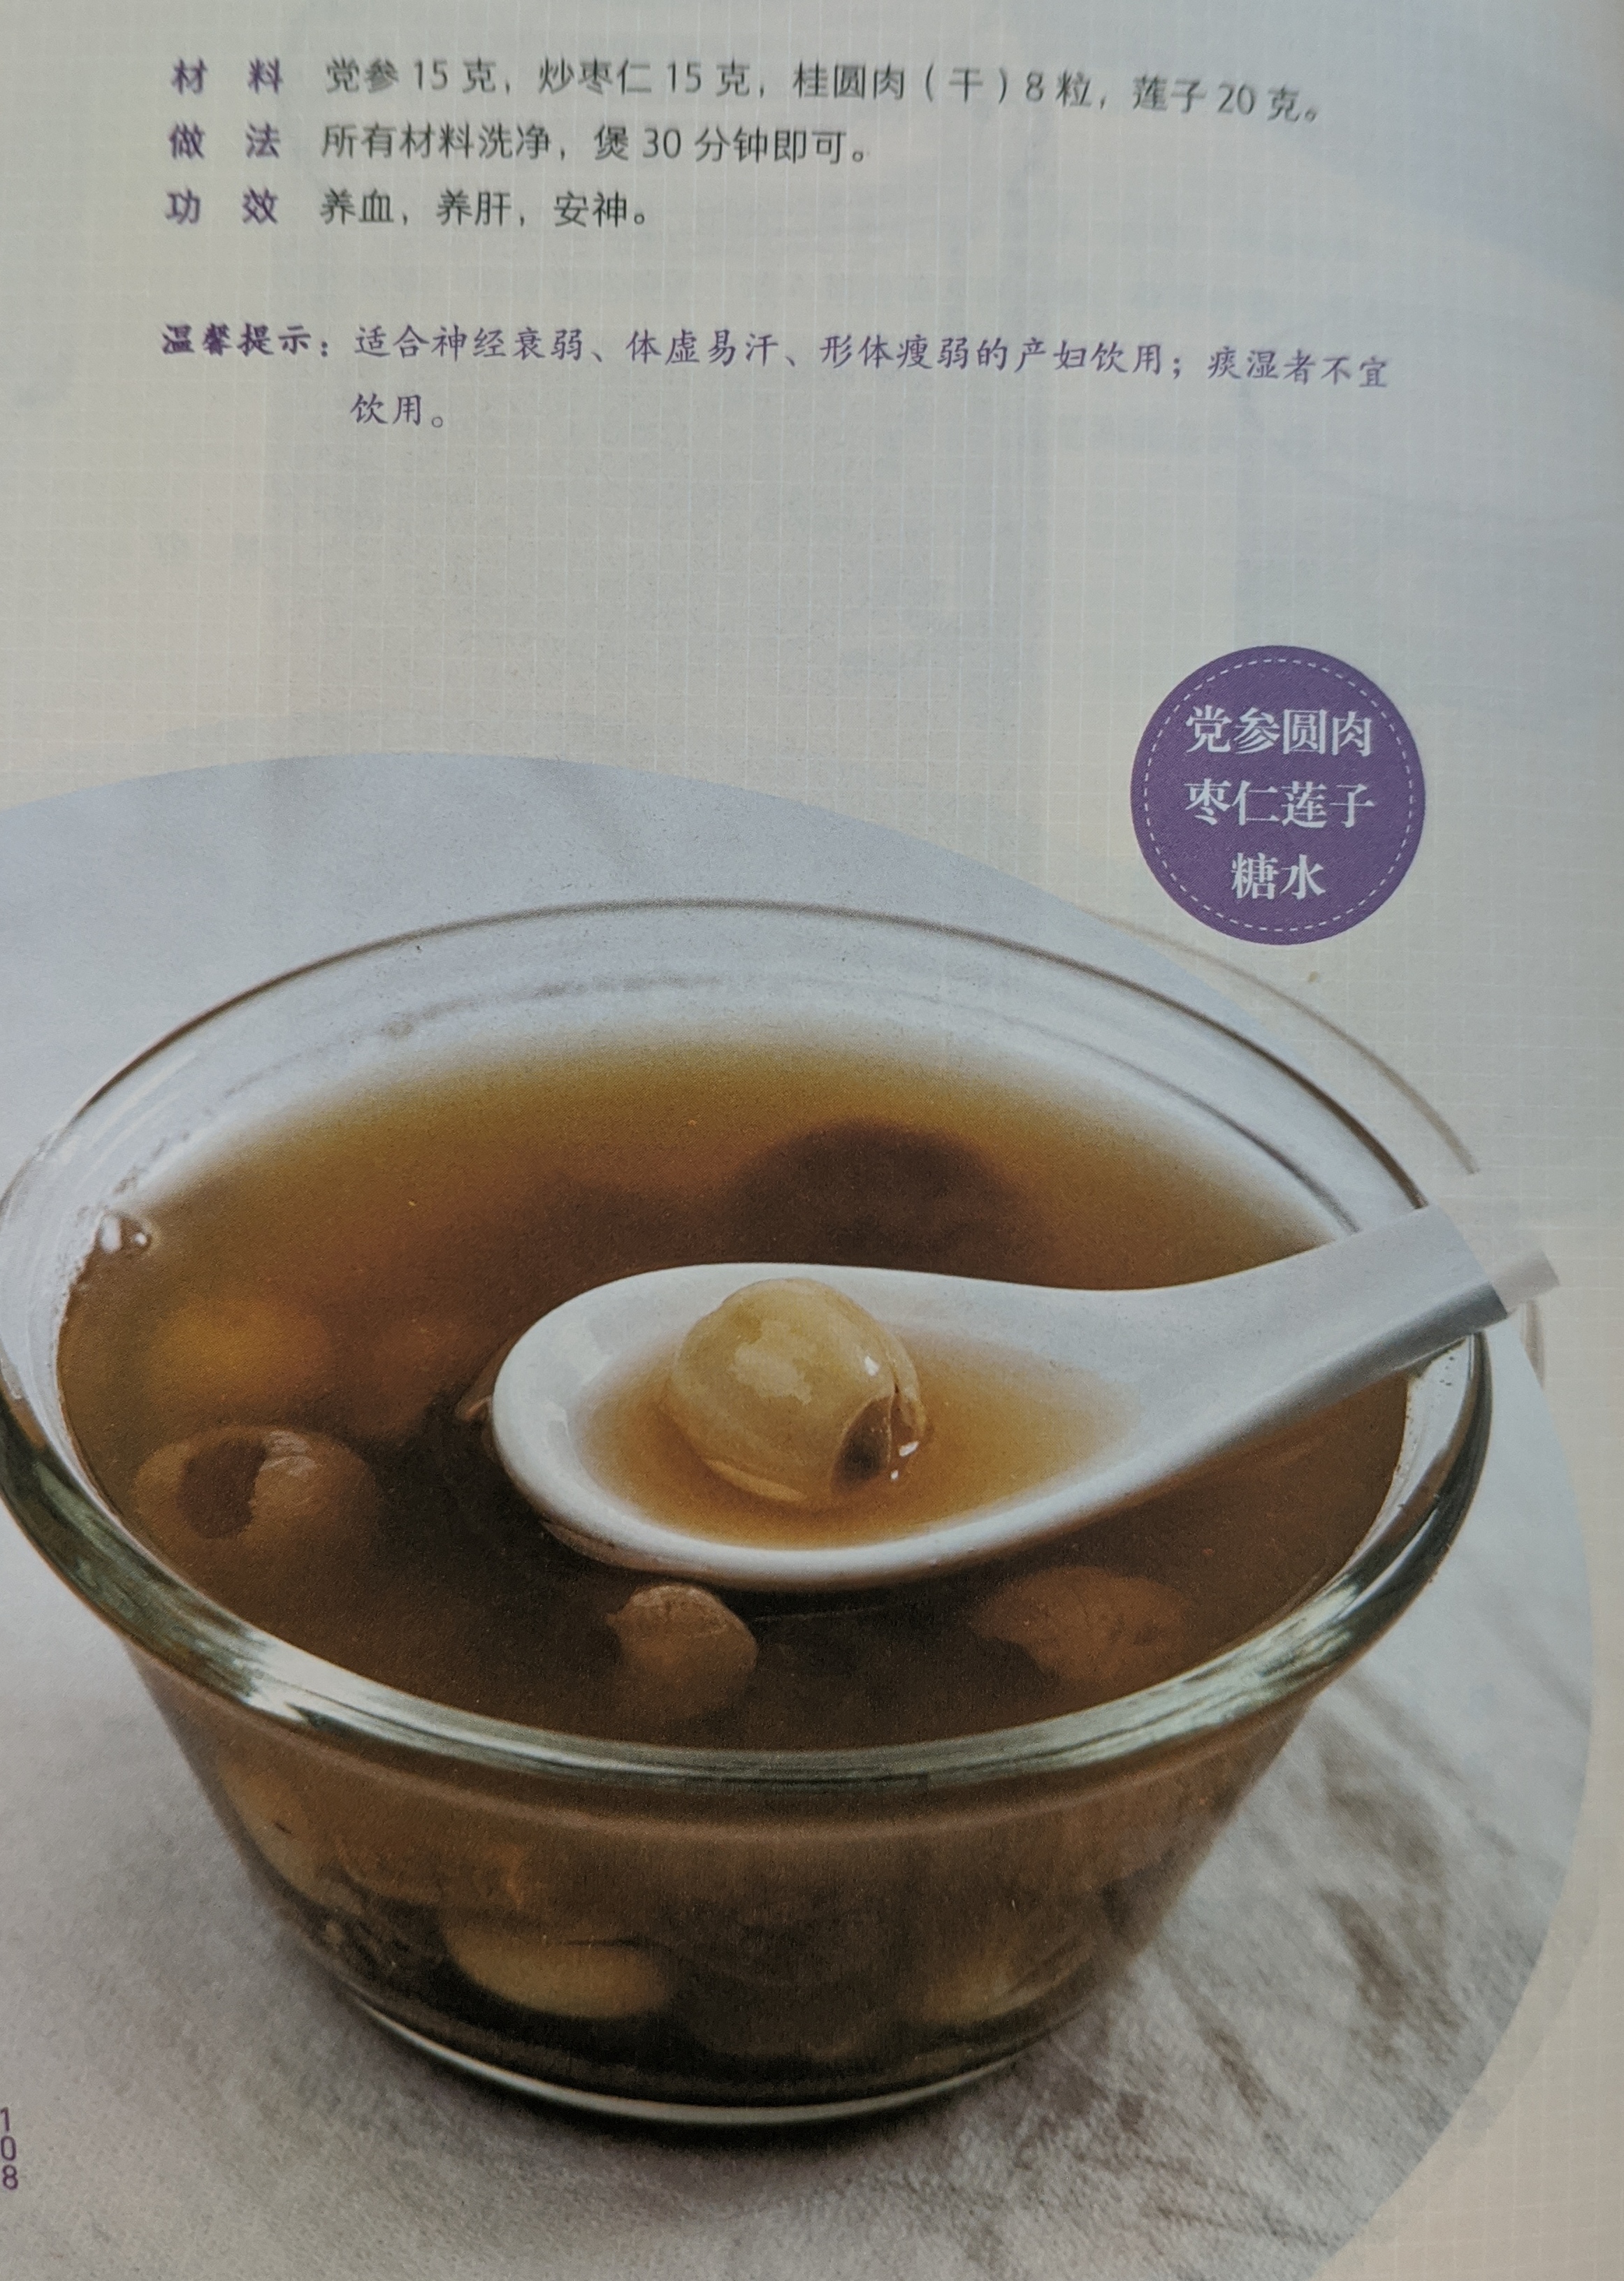 材 料 党参 15 克，炒枣仁 15 克，桂圆肉（干）8 粒，莲子 20 克。
做 法 所有材料洗净，煲 30 分钟即可。
功 效 养血，养肝，安神。
温馨提示：适合神经衰弱、体虚易汗、形体瘦弱的产妇饮用；痰湿者不宜
饮用。
党参圆肉
枣仁莲子
糖水
108